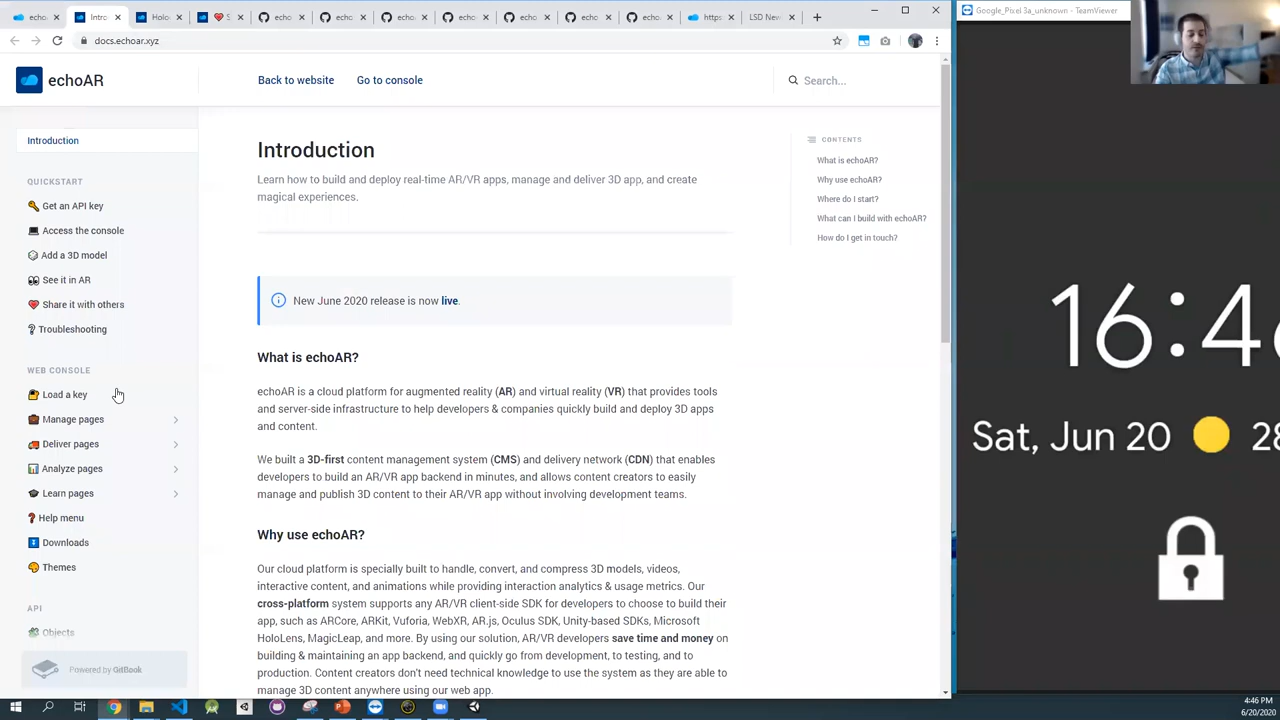 echo
Intro
Holo
S
echo
echo
echo
echo
echo
echo
echo
https
LSD Nev
Google_Pixel 3a_unknown - TeamViewer
docs.echoar.xyz
echoAR
Back to website
Go to console
Search...
Introduction
QUICKSTART
Get an API key
Access the console
Add a 3D model
See it in AR
Share it with others
Troubleshooting
WEB CONSOLE
Load a key
Manage pages
Deliver pages
Analyze pages
Learn pages
Help menu
Downloads
Themes
API
Objects
Powered by GitBook
Introduction
Learn how to build and deploy real-time AR/VR apps, manage and deliver 3D app, and create
magical experiences.
New June 2020 release is now live.
What is echoAR?
echoAR is a cloud platform for augmented reality (AR) and virtual reality (VR) that provides tools
and server-side infrastructure to help developers & companies quickly build and deploy 3D apps
and content.
We built a 3D-first content management system (CMS) and delivery network (CDN) that enables
developers to build an AR/VR app backend in minutes, and allows content creators to easily
manage and publish 3D content to their AR/VR app without involving development teams.
Why use echoAR?
Our cloud platform is specially built to handle, convert, and compress 3D models, videos,
interactive content, and animations while providing interaction analytics & usage metrics. Our
cross-platform system supports any AR/VR client-side SDK for developers to choose to build their
app, such as ARCore, ARKit, Vuforia, WebXR, AR.js, Oculus SDK, Unity-based SDKs, Microsoft
HoloLens, MagicLeap, and more. By using our solution, AR/VR developers save time and money on
building & maintaining an app backend, and quickly go from development, to testing, and to
production. Content creators don't need technical knowledge to use the system as they are able to
manage 3D content anywhere using our web app.
CONTENTS
What is echoAR?
Why use echoAR?
Where do I start?
What can I build with echoAR?
How do I get in touch?
16:4
Sat, Jun 20
28
4:46 PM
6/20/2020